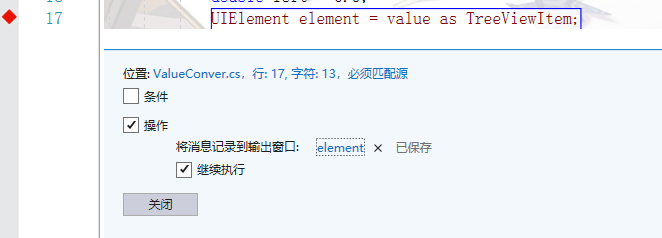 17 UIElement element = value as TreeViewItem;
位置: ValueConver.cs, 行: 17, 字符: 13, 必须匹配源
条件
操作
将消息记录到输出窗口: element × 已保存
继续执行
关闭